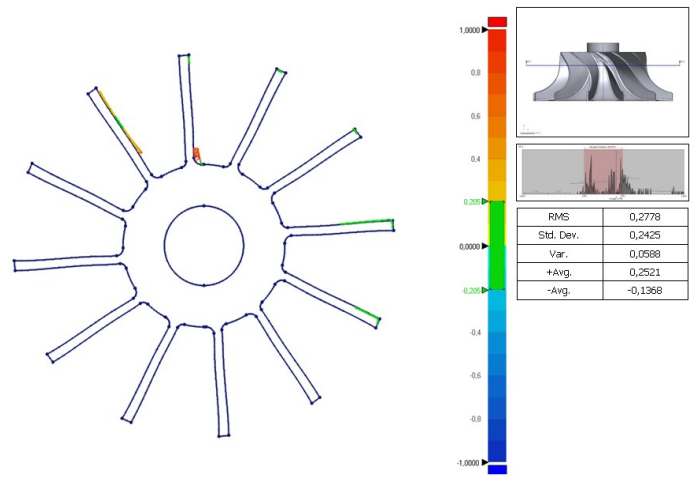 1,0000
0,8
0,6
0,4
0,205
0,0000
-0,205
-0,4
-0,6
-0,8
-1,0000
RMS 0,2778
Std. Dev. 0,2425
Var. 0,0588
+Avg. 0,2521
-Avg. -0,1368